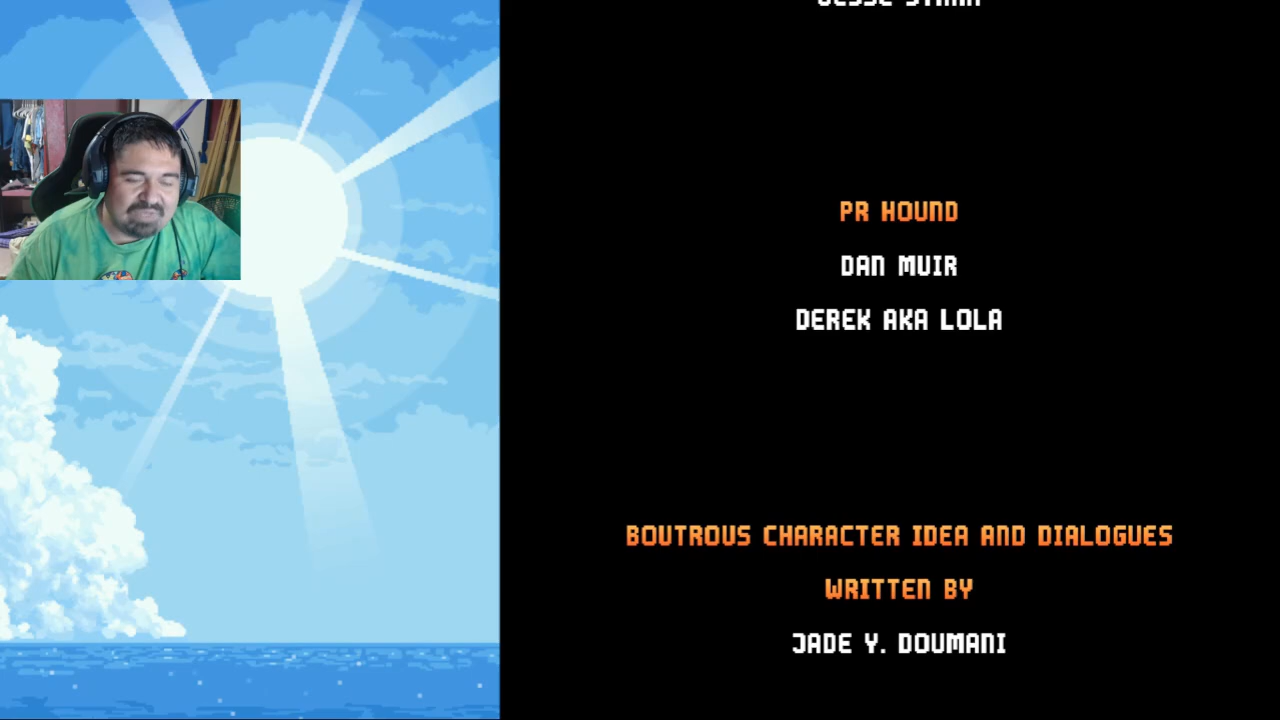 PR HOUND
DAN MUIR
DEREK AKA LOLA
BOUTROUS CHARACTER IDEA AND DIALOGUES
WRITTEN BY
JADE Y. DOUMANI